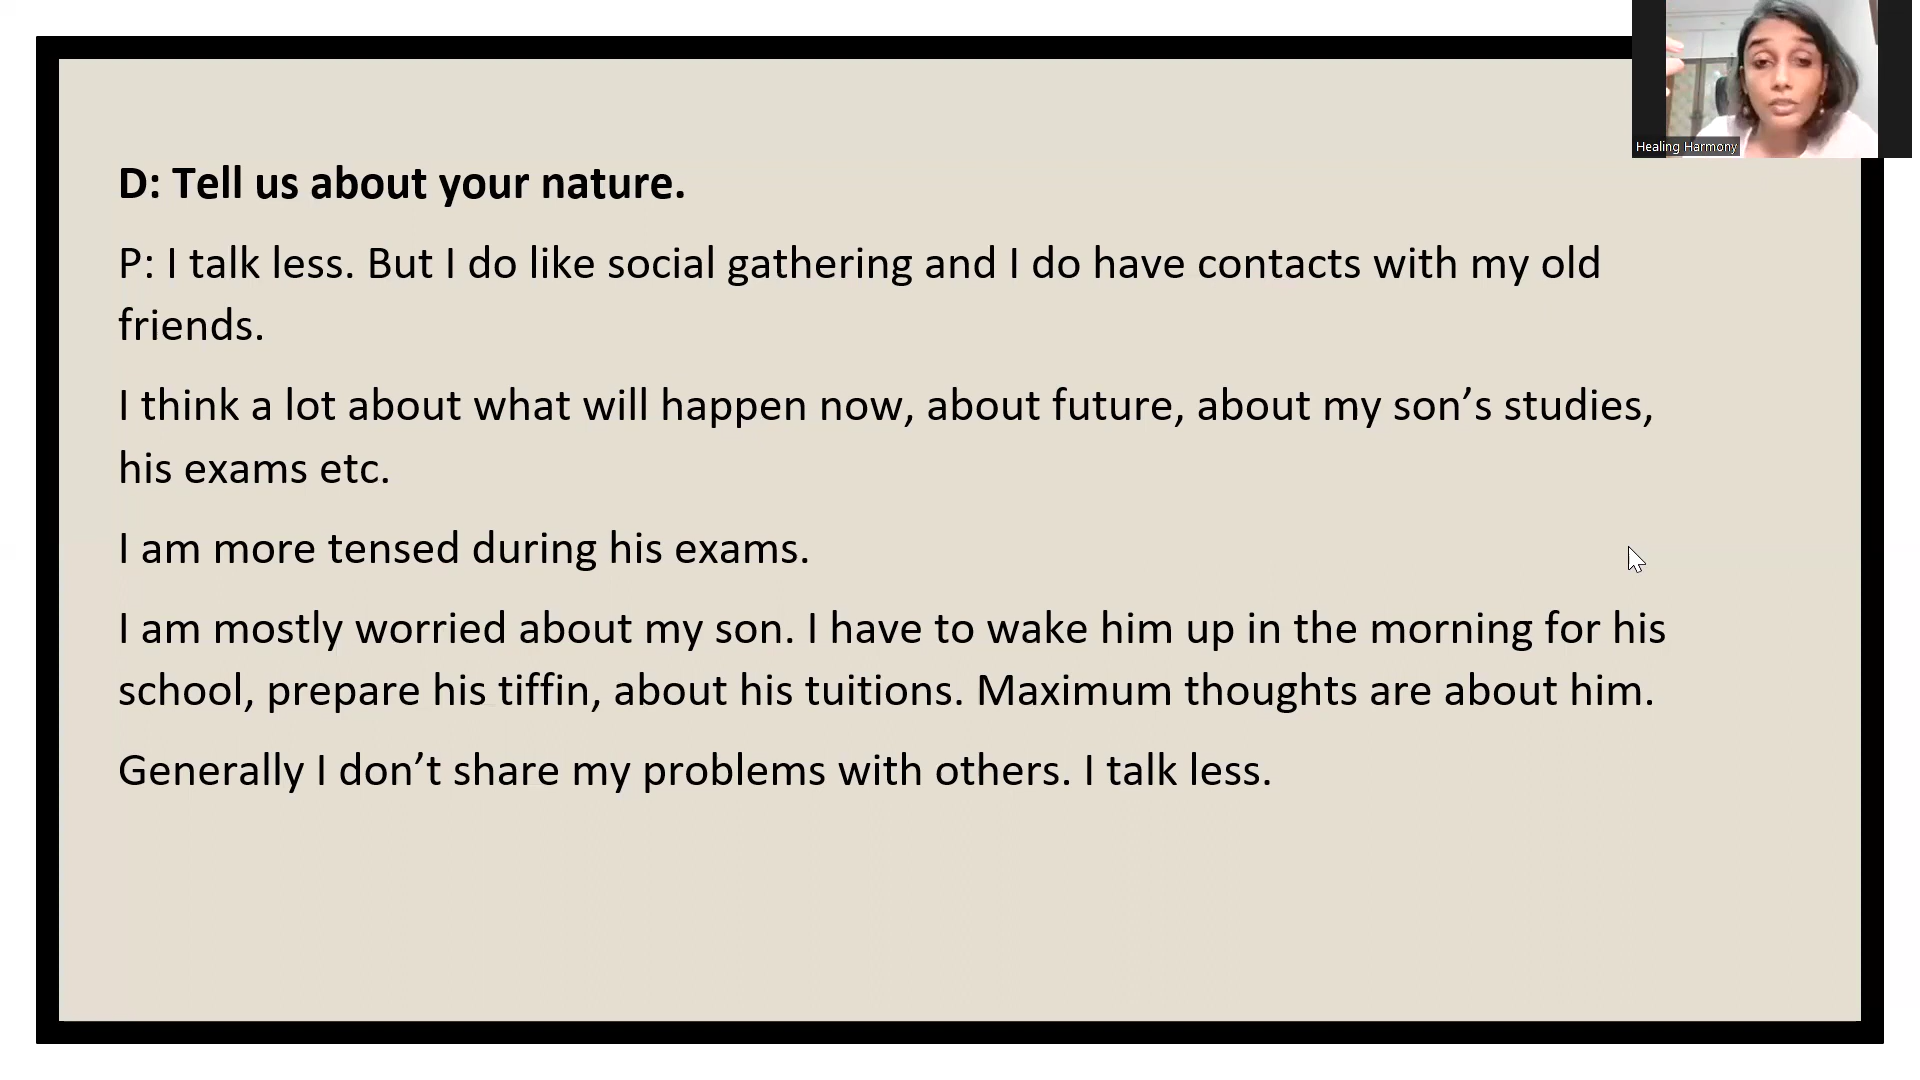 Healing Harmony
D: Tell us about your nature.
P: I talk less. But I do like social gathering and I do have contacts with my old
friends.
I think a lot about what will happen now, about future, about my son’s studies,
his exams etc.
I am more tensed during his exams.
I am mostly worried about my son. I have to wake him up in the morning for his
school, prepare his tiffin, about his tuitions. Maximum thoughts are about him.
Generally I don’t share my problems with others. I talk less.